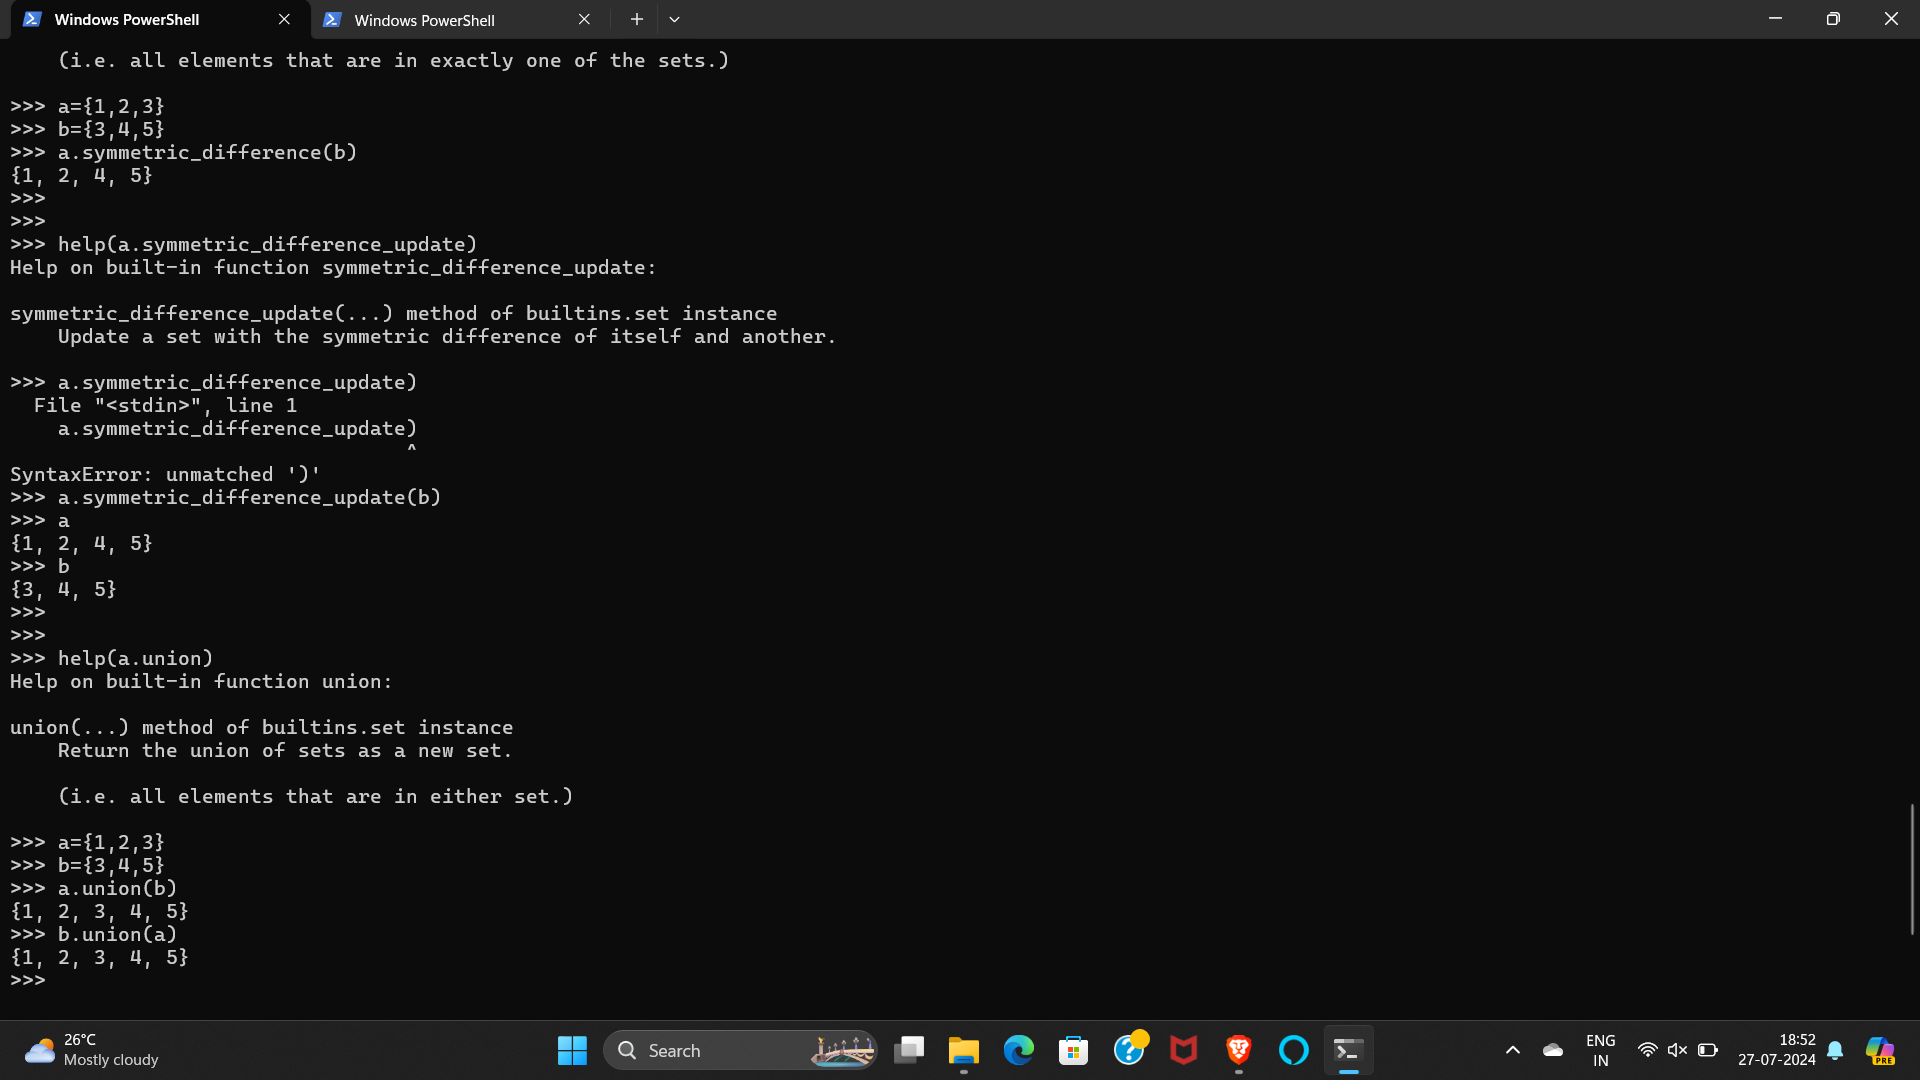 Windows PowerShell
Windows PowerShell
(i.e. all elements that are in exactly one of the sets.)
>>> a={1,2,3}
>>> b={3,4,5}
>>> a.symmetric_difference(b)
{1, 2, 4, 5}
>>>
>>>
>>> help(a.symmetric_difference_update)
Help on built-in function symmetric_difference_update:
symmetric_difference_update(...) method of builtins.set instance
Update a set with the symmetric difference of itself and another.
>>> a.symmetric_difference_update)
File "<stdin>", line 1
a.symmetric_difference_update)
^
SyntaxError: unmatched ')'
>>> a.symmetric_difference_update(b)
>>> a
{1, 2, 4, 5}
>>> b
{3, 4, 5}
>>>
>>>
>>> help(a.union)
Help on built-in function union:
union(...) method of builtins.set instance
Return the union of sets as a new set.
(i.e. all elements that are in either set.)
>>> a={1,2,3}
>>> b={3,4,5}
>>> a.union(b)
{1, 2, 3, 4, 5}
>>> b.union(a)
{1, 2, 3, 4, 5}
>>>
26°C
Mostly cloudy
Search
ENG
IN
18:52
27-07-2024
PRE